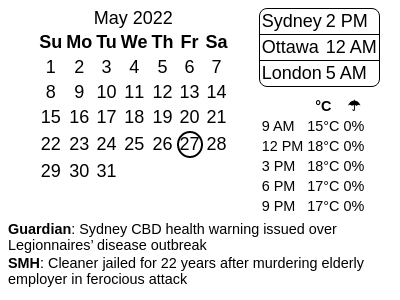 May 2022
Su Mo Tu We Th Fr Sa
1 2 3 4 5 6 7
8 9 10 11 12 13 14
15 16 17 18 19 20 21
22 23 24 25 26 27 28
29 30 31
Sydney 2 PM
Ottawa 12 AM
London 5 AM
°C ☂
9 AM 15°C 0%
12 PM 18°C 0%
3 PM 18°C 0%
6 PM 17°C 0%
9 PM 17°C 0%
Guardian: Sydney CBD health warning issued over
Legionnaires’ disease outbreak
SMH: Cleaner jailed for 22 years after murdering elderly
employer in ferocious attack